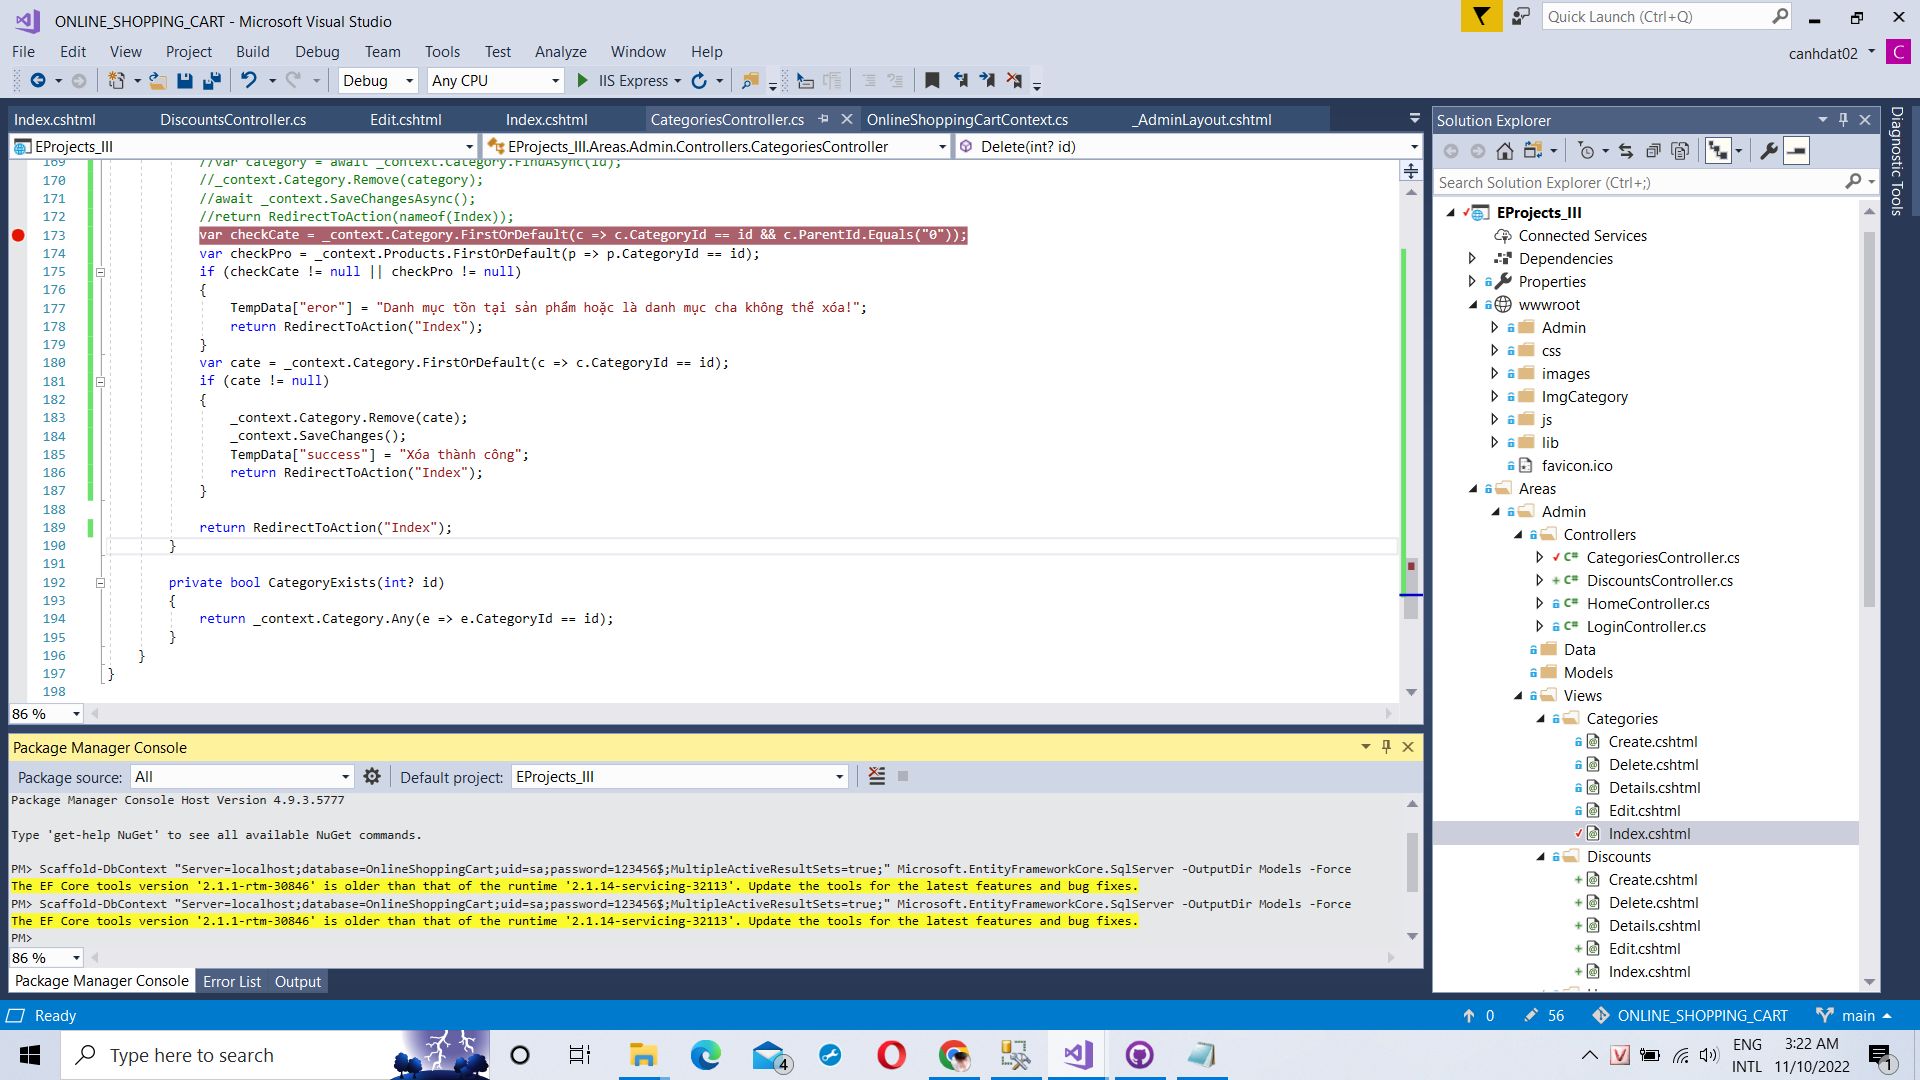 ONLINE_SHOPPING_CART - Microsoft Visual Studio
Quick Launch (Ctrl+Q)
File Edit View Project Build Debug Team Tools Test Analyze Window Help
canhdat02 C
Debug Any CPU IIS Express
Index.cshtml DiscountsController.cs Edit.cshtml Index.cshtml CategoriesController.cs OnlineShoppingCartContext.cs _AdminLayout.cshtml
EProjects_III EProjects_III.Areas.Admin.Controllers.CategoriesController Delete(int? id)
169 //var category = await _context.Category.FindAsync(id);
170 //_context.Category.Remove(category);
171 //await _context.SaveChangesAsync();
172 //return RedirectToAction(nameof(Index));
173 var checkCate = _context.Category.FirstOrDefault(c => c.CategoryId == id && c.ParentId.Equals("0"));
174 var checkPro = _context.Products.FirstOrDefault(p => p.CategoryId == id);
175 if (checkCate != null || checkPro != null)
176 {
177 TempData["eror"] = "Danh mục tồn tại sản phẩm hoặc là danh mục cha không thể xóa!";
178 return RedirectToAction("Index");
179 }
180 var cate = _context.Category.FirstOrDefault(c => c.CategoryId == id);
181 if (cate != null)
182 {
183 _context.Category.Remove(cate);
184 _context.SaveChanges();
185 TempData["success"] = "Xóa thành công";
186 return RedirectToAction("Index");
187 }
188
189 return RedirectToAction("Index");
190 }
191
192 private bool CategoryExists(int? id)
193 {
194 return _context.Category.Any(e => e.CategoryId == id);
195 }
196 }
197 }
198
86 %
Package Manager Console
Package source: All Default project: EProjects_III
Package Manager Console Host Version 4.9.3.5777
Type 'get-help NuGet' to see all available NuGet commands.
PM> Scaffold-DbContext "Server=localhost;database=OnlineShoppingCart;uid=sa;password=123456$;MultipleActiveResultSets=true;" Microsoft.EntityFrameworkCore.SqlServer -OutputDir Models -Force
The EF Core tools version '2.1.1-rtm-30846' is older than that of the runtime '2.1.14-servicing-32113'. Update the tools for the latest features and bug fixes.
PM> Scaffold-DbContext "Server=localhost;database=OnlineShoppingCart;uid=sa;password=123456$;MultipleActiveResultSets=true;" Microsoft.EntityFrameworkCore.SqlServer -OutputDir Models -Force
The EF Core tools version '2.1.1-rtm-30846' is older than that of the runtime '2.1.14-servicing-32113'. Update the tools for the latest features and bug fixes.
PM>
86 %
Package Manager Console Error List Output
Solution Explorer
Search Solution Explorer (Ctrl+;)
EProjects_III
Connected Services
Dependencies
Properties
wwwroot
Admin
css
images
ImgCategory
js
lib
favicon.ico
Areas
Admin
Controllers
C# CategoriesController.cs
C# DiscountsController.cs
C# HomeController.cs
C# LoginController.cs
Data
Models
Views
Categories
Create.cshtml
Delete.cshtml
Details.cshtml
Edit.cshtml
Index.cshtml
Discounts
Create.cshtml
Delete.cshtml
Details.cshtml
Edit.cshtml
Index.cshtml
Diagnostic Tools
Ready 0 56 ONLINE_SHOPPING_CART main
Type here to search 4 V ENG INTL 3:22 AM 11/10/2022 1